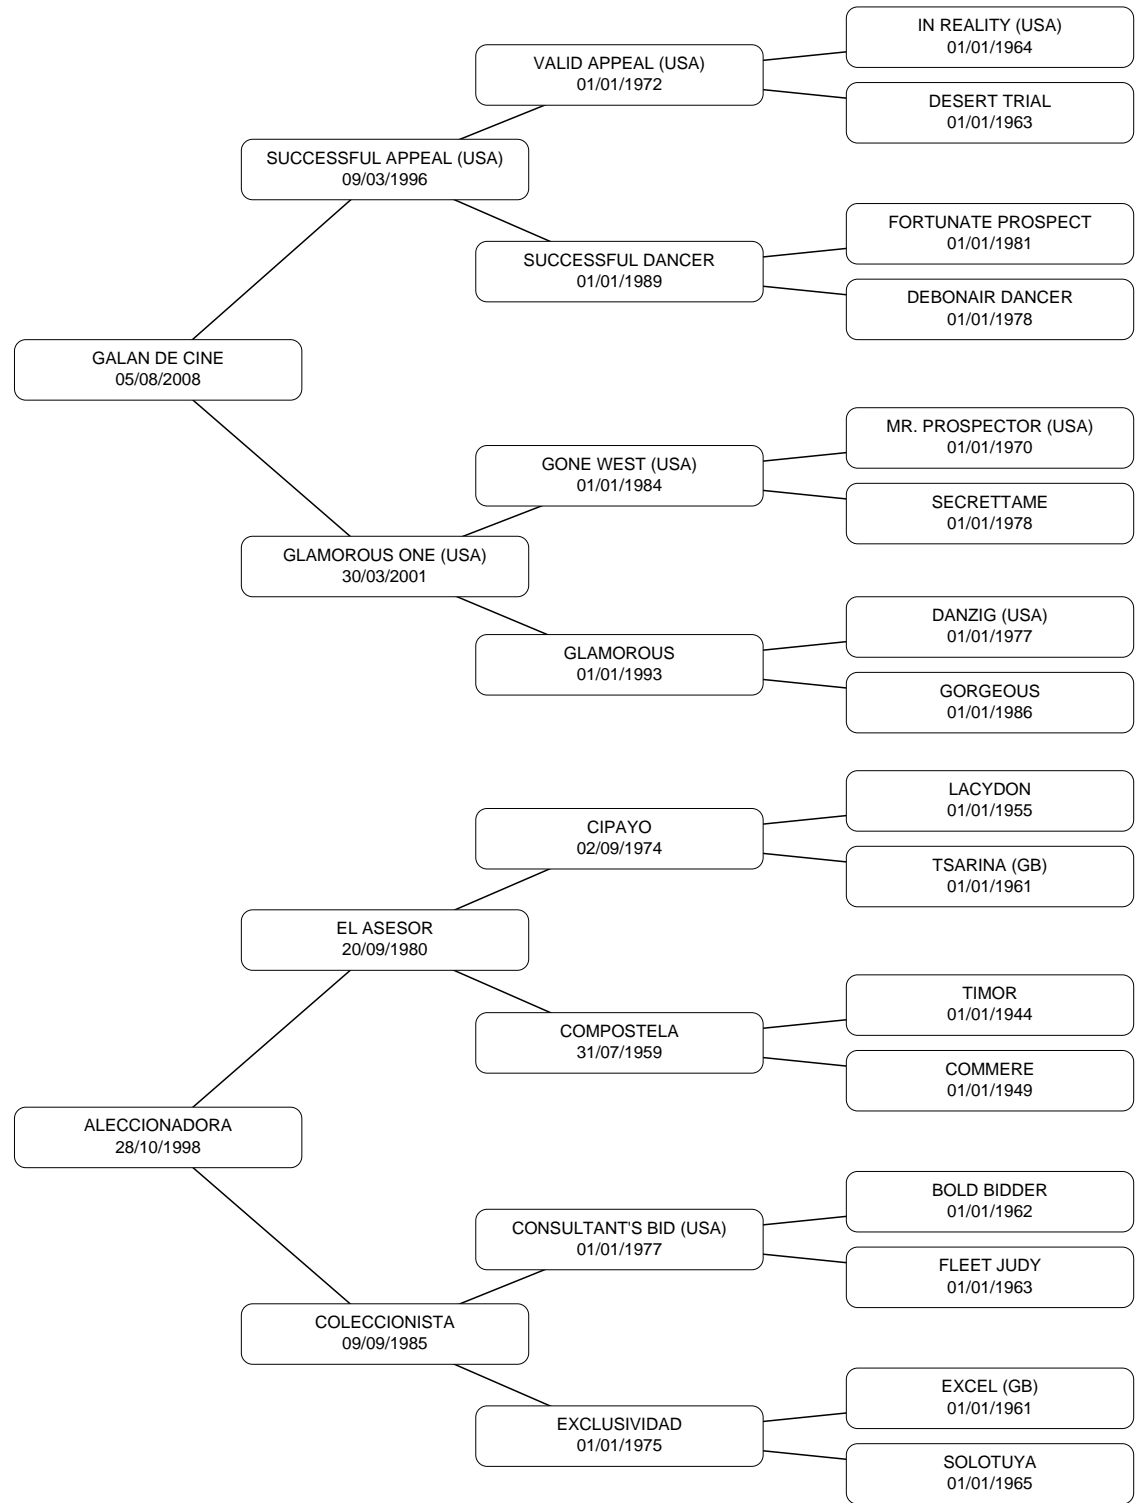 IN REALITY (USA)
01/01/1964
VALID APPEAL (USA)
01/01/1972
DESERT TRIAL
01/01/1963
SUCCESSFUL APPEAL (USA)
09/03/1996
FORTUNATE PROSPECT
01/01/1981
SUCCESSFUL DANCER
01/01/1989
DEBONAIR DANCER
01/01/1978
GALAN DE CINE
05/08/2008
MR. PROSPECTOR (USA)
01/01/1970
GONE WEST (USA)
01/01/1984
SECRETTAME
01/01/1978
GLAMOROUS ONE (USA)
30/03/2001
DANZIG (USA)
01/01/1977
GLAMOROUS
01/01/1993
GORGEOUS
01/01/1986
LACYDON
01/01/1955
CIPAYO
02/09/1974
TSARINA (GB)
01/01/1961
EL ASESOR
20/09/1980
TIMOR
01/01/1944
COMPOSTELA
31/07/1959
COMMERE
01/01/1949
ALECCIONADORA
28/10/1998
BOLD BIDDER
01/01/1962
CONSULTANT'S BID (USA)
01/01/1977
FLEET JUDY
01/01/1963
COLECCIONISTA
09/09/1985
EXCEL (GB)
01/01/1961
EXCLUSIVIDAD
01/01/1975
SOLOTUYA
01/01/1965